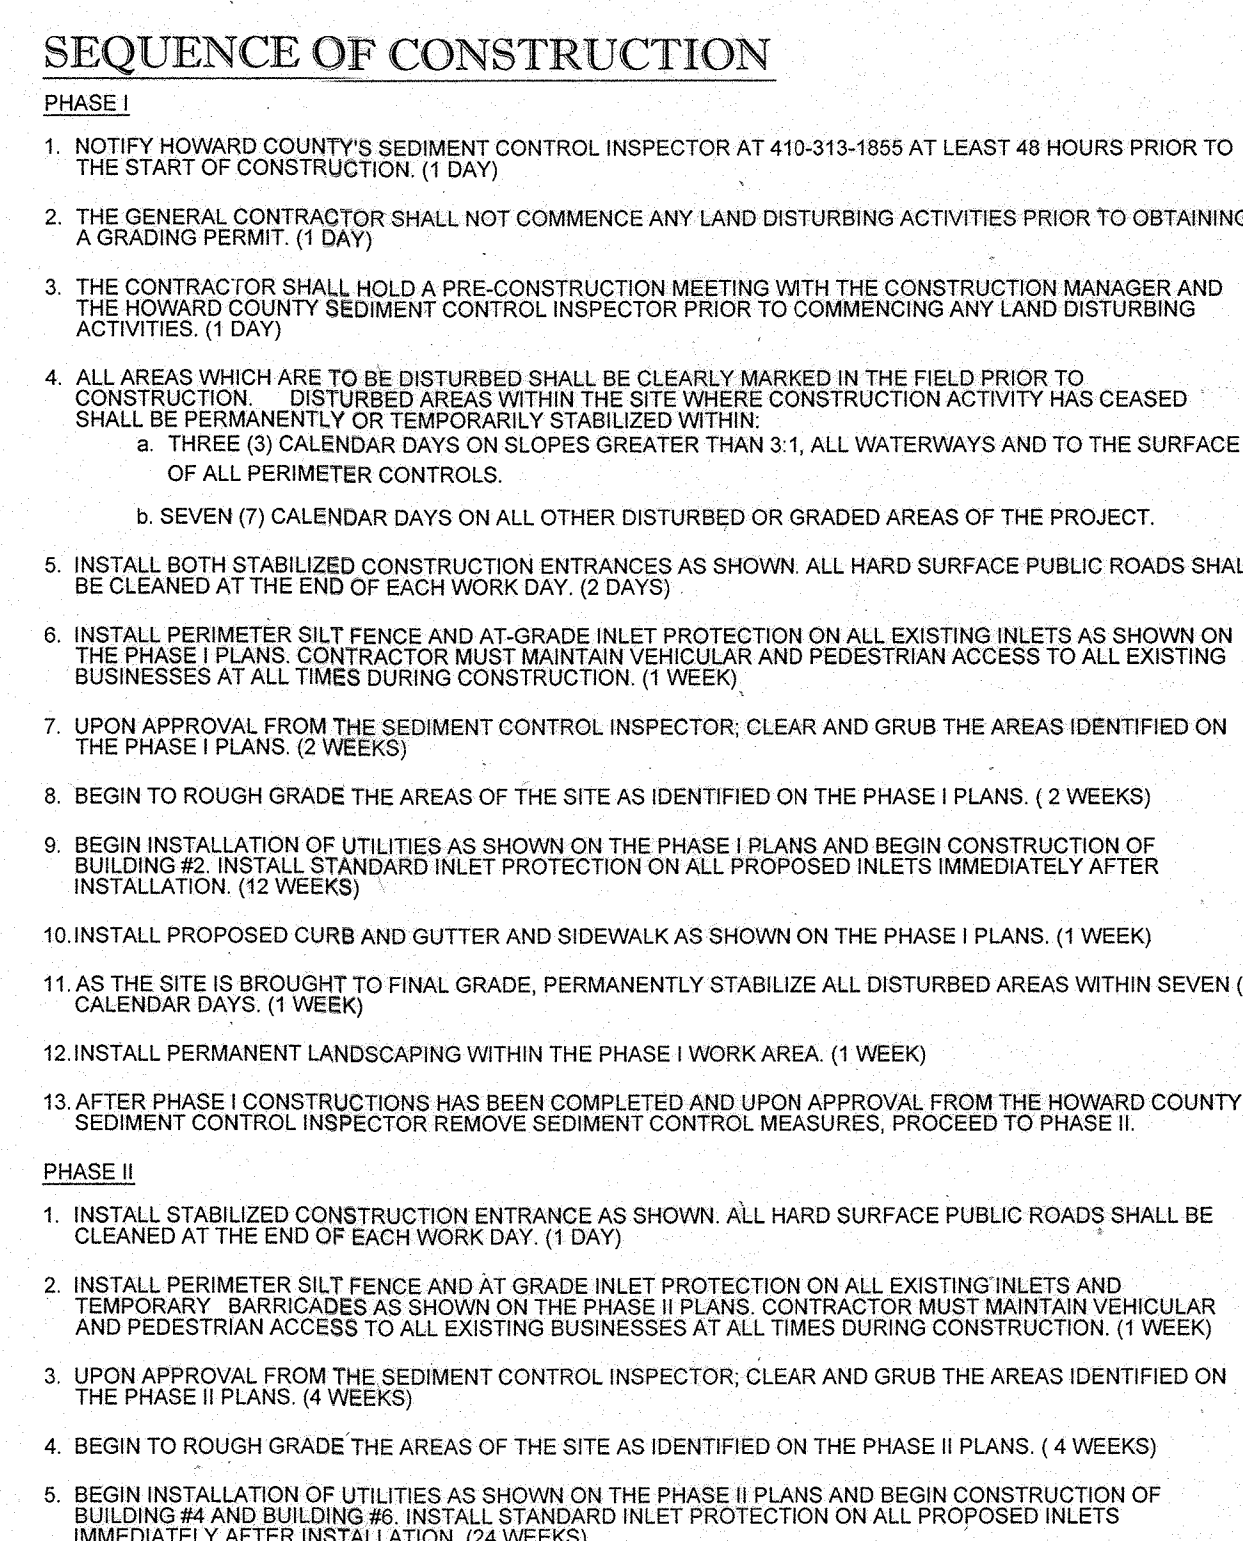 SEQUENCE OF CONSTRUCTION
PHASE I
1. NOTIFY HOWARD COUNTY'S SEDIMENT CONTROL INSPECTOR AT 410-313-1855 AT LEAST 48 HOURS PRIOR TO
THE START OF CONSTRUCTION. (1 DAY)
2. THE GENERAL CONTRACTOR SHALL NOT COMMENCE ANY LAND DISTURBING ACTIVITIES PRIOR TO OBTAINING
A GRADING PERMIT. (1 DAY)
3. THE CONTRACTOR SHALL HOLD A PRE-CONSTRUCTION MEETING WITH THE CONSTRUCTION MANAGER AND
THE HOWARD COUNTY SEDIMENT CONTROL INSPECTOR PRIOR TO COMMENCING ANY LAND DISTURBING
ACTIVITIES. (1 DAY)
4. ALL AREAS WHICH ARE TO BE DISTURBED SHALL BE CLEARLY MARKED IN THE FIELD PRIOR TO
CONSTRUCTION. DISTURBED AREAS WITHIN THE SITE WHERE CONSTRUCTION ACTIVITY HAS CEASED
SHALL BE PERMANENTLY OR TEMPORARILY STABILIZED WITHIN:
a. THREE (3) CALENDAR DAYS ON SLOPES GREATER THAN 3:1, ALL WATERWAYS AND TO THE SURFACE
OF ALL PERIMETER CONTROLS.
b. SEVEN (7) CALENDAR DAYS ON ALL OTHER DISTURBED OR GRADED AREAS OF THE PROJECT.
5. INSTALL BOTH STABILIZED CONSTRUCTION ENTRANCES AS SHOWN. ALL HARD SURFACE PUBLIC ROADS SHAL
BE CLEANED AT THE END OF EACH WORK DAY. (2 DAYS)
6. INSTALL PERIMETER SILT FENCE AND AT-GRADE INLET PROTECTION ON ALL EXISTING INLETS AS SHOWN ON
THE PHASE I PLANS. CONTRACTOR MUST MAINTAIN VEHICULAR AND PEDESTRIAN ACCESS TO ALL EXISTING
BUSINESSES AT ALL TIMES DURING CONSTRUCTION. (1 WEEK)
7. UPON APPROVAL FROM THE SEDIMENT CONTROL INSPECTOR; CLEAR AND GRUB THE AREAS IDENTIFIED ON
THE PHASE I PLANS. (2 WEEKS)
8. BEGIN TO ROUGH GRADE THE AREAS OF THE SITE AS IDENTIFIED ON THE PHASE I PLANS. ( 2 WEEKS)
9. BEGIN INSTALLATION OF UTILITIES AS SHOWN ON THE PHASE I PLANS AND BEGIN CONSTRUCTION OF
BUILDING #2. INSTALL STANDARD INLET PROTECTION ON ALL PROPOSED INLETS IMMEDIATELY AFTER
INSTALLATION. (12 WEEKS)
10. INSTALL PROPOSED CURB AND GUTTER AND SIDEWALK AS SHOWN ON THE PHASE I PLANS. (1 WEEK)
11. AS THE SITE IS BROUGHT TO FINAL GRADE, PERMANENTLY STABILIZE ALL DISTURBED AREAS WITHIN SEVEN (
CALENDAR DAYS. (1 WEEK)
12. INSTALL PERMANENT LANDSCAPING WITHIN THE PHASE I WORK AREA. (1 WEEK)
13. AFTER PHASE I CONSTRUCTIONS HAS BEEN COMPLETED AND UPON APPROVAL FROM THE HOWARD COUNTY
SEDIMENT CONTROL INSPECTOR REMOVE SEDIMENT CONTROL MEASURES, PROCEED TO PHASE II.
PHASE II
1. INSTALL STABILIZED CONSTRUCTION ENTRANCE AS SHOWN. ALL HARD SURFACE PUBLIC ROADS SHALL BE
CLEANED AT THE END OF EACH WORK DAY. (1 DAY)
2. INSTALL PERIMETER SILT FENCE AND AT GRADE INLET PROTECTION ON ALL EXISTING INLETS AND
TEMPORARY BARRICADES AS SHOWN ON THE PHASE II PLANS. CONTRACTOR MUST MAINTAIN VEHICULAR
AND PEDESTRIAN ACCESS TO ALL EXISTING BUSINESSES AT ALL TIMES DURING CONSTRUCTION. (1 WEEK)
3. UPON APPROVAL FROM THE SEDIMENT CONTROL INSPECTOR; CLEAR AND GRUB THE AREAS IDENTIFIED ON
THE PHASE II PLANS. (4 WEEKS)
4. BEGIN TO ROUGH GRADE THE AREAS OF THE SITE AS IDENTIFIED ON THE PHASE II PLANS. ( 4 WEEKS)
5. BEGIN INSTALLATION OF UTILITIES AS SHOWN ON THE PHASE II PLANS AND BEGIN CONSTRUCTION OF
BUILDING #4 AND BUILDING #6. INSTALL STANDARD INLET PROTECTION ON ALL PROPOSED INLETS
IMMEDIATELY AFTER INSTALLATION. (24 WEEKS)